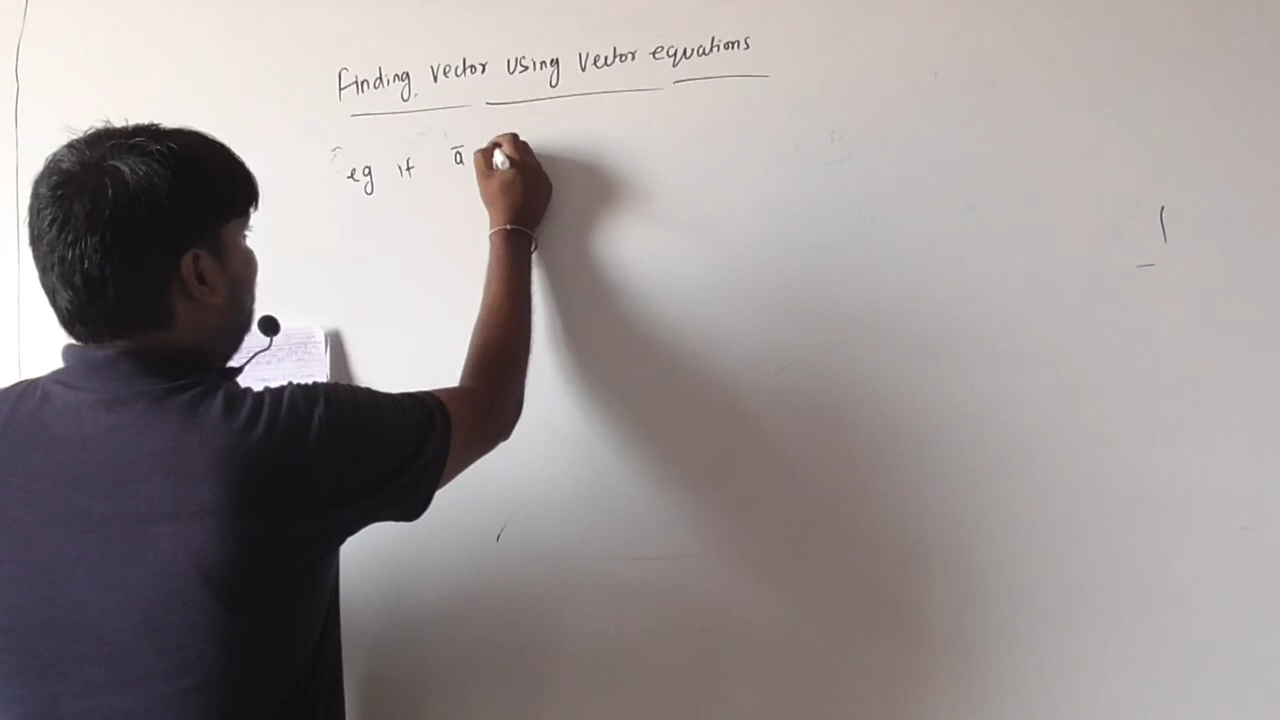 Finding vector using vector equations
eg if a̅